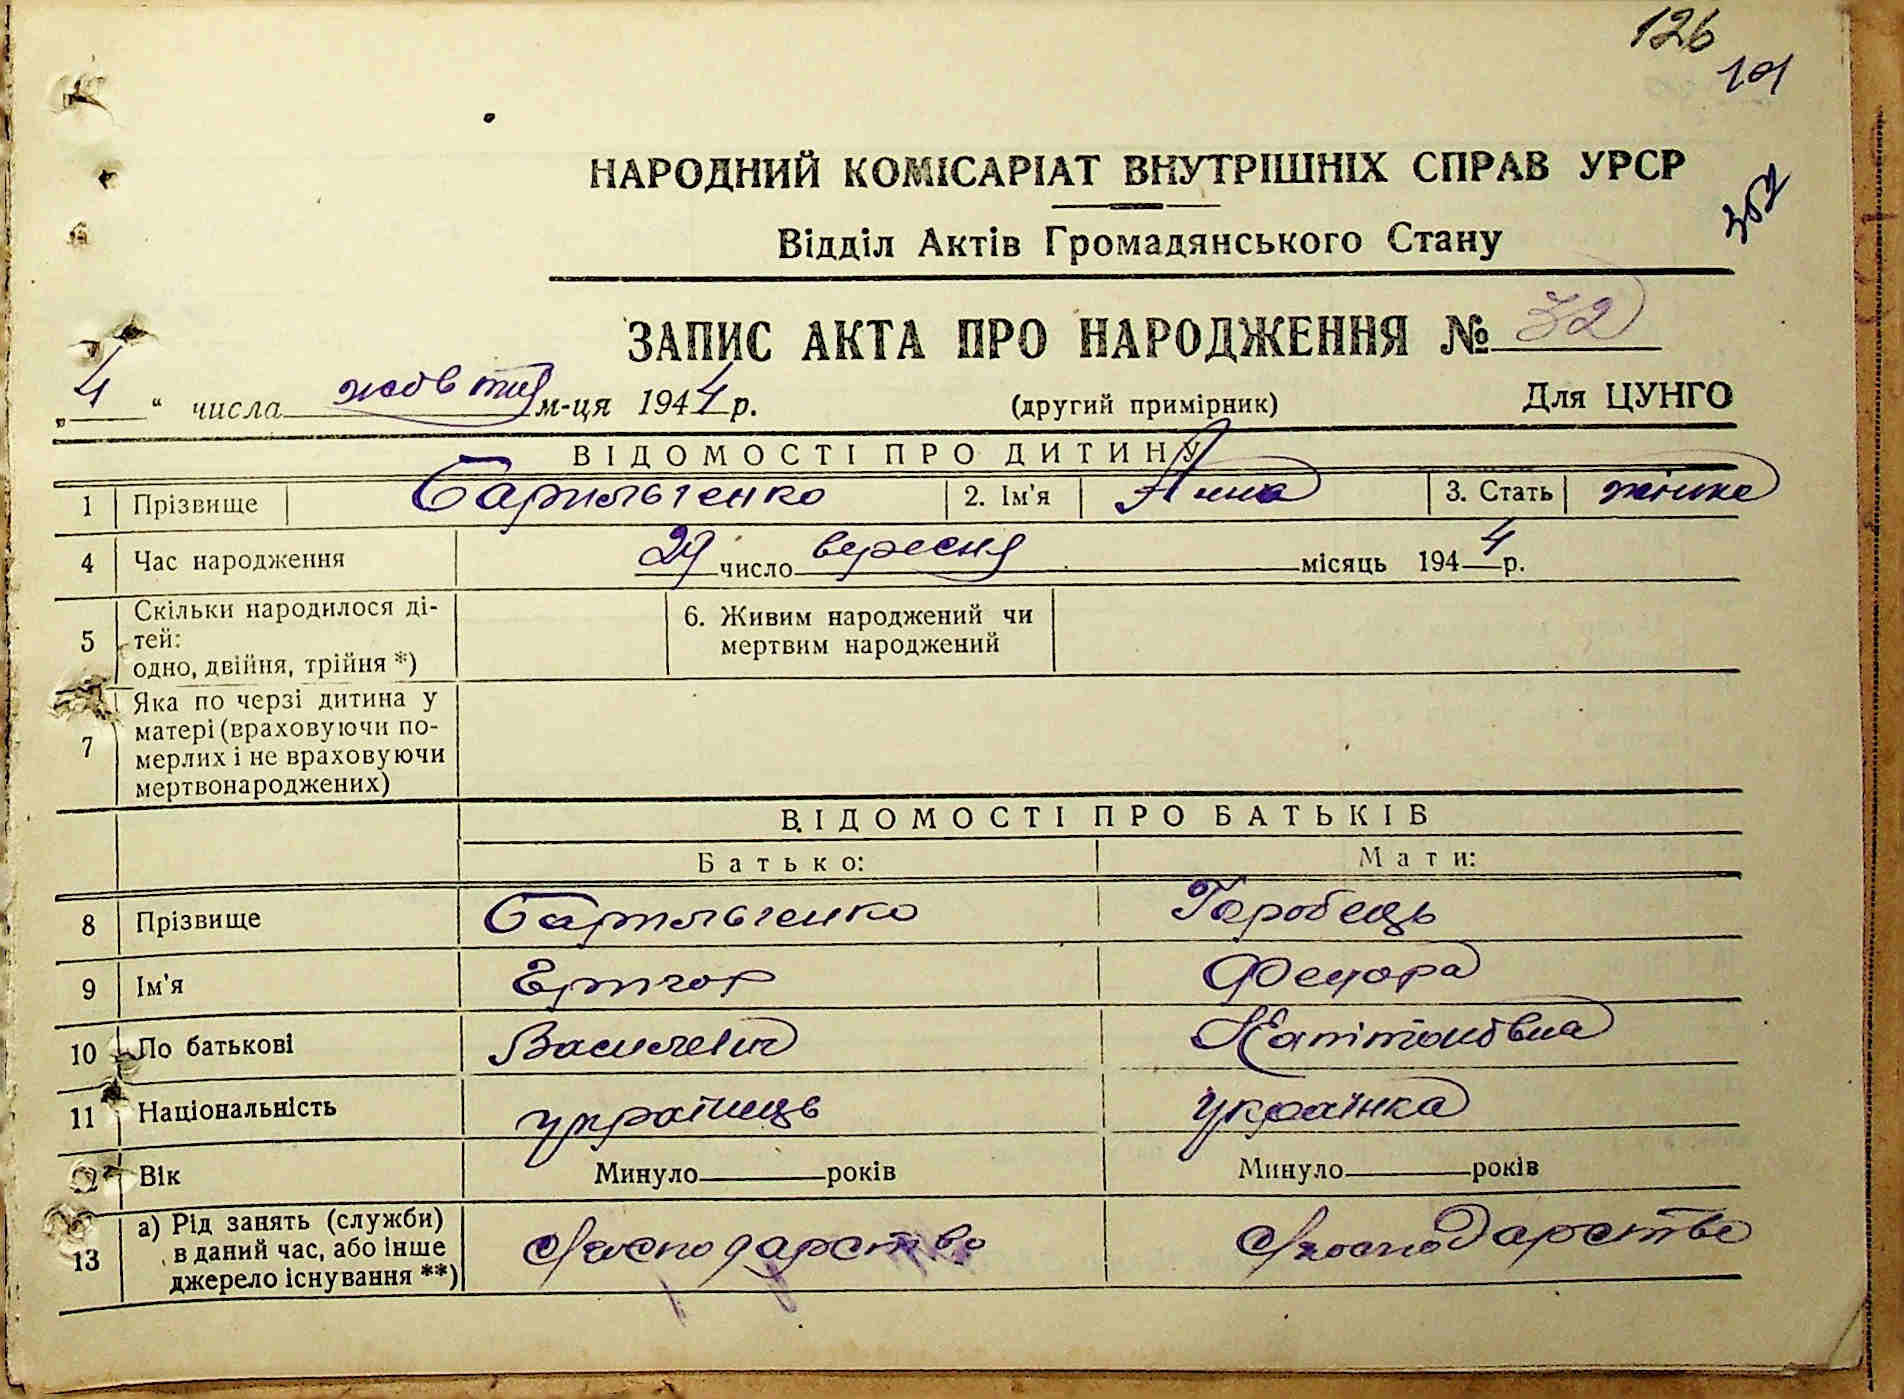 126
101
НАРОДНИЙ КОМІСАРІАТ ВНУТРІШНІХ СПРАВ УРСР
Відділ Актів Громадянського Стану
ЗАПИС АКТА ПРО НАРОДЖЕННЯ № 32
„4“ числа жовтня м-ця 1944 р. (другий примірник) Для ЦУНГО
ВІДОМОСТІ ПРО ДИТИНУ
1 Прізвище 2. Ім'я Анна 3. Стать жіноча
4 Час народження 29 число вересня місяць 1944 р.
5 Скільки народилося ді-
тей:
одно, двійня, трійня *) 6. Живим народжений чи
мертвим народжений
7 Яка по черзі дитина у
матері (враховуючи по-
мерлих і не враховуючи
мертвонароджених)
ВІДОМОСТІ ПРО БАТЬКІВ
Батько: Мати:
8 Прізвище Горобець
9 Ім'я Федора
10 По батькові Василевич
11 Національність українець українка
12 Вік Минуло років Минуло років
13 а) Рід занять (служби)
в даний час, або інше
джерело існування **) господарство господарство